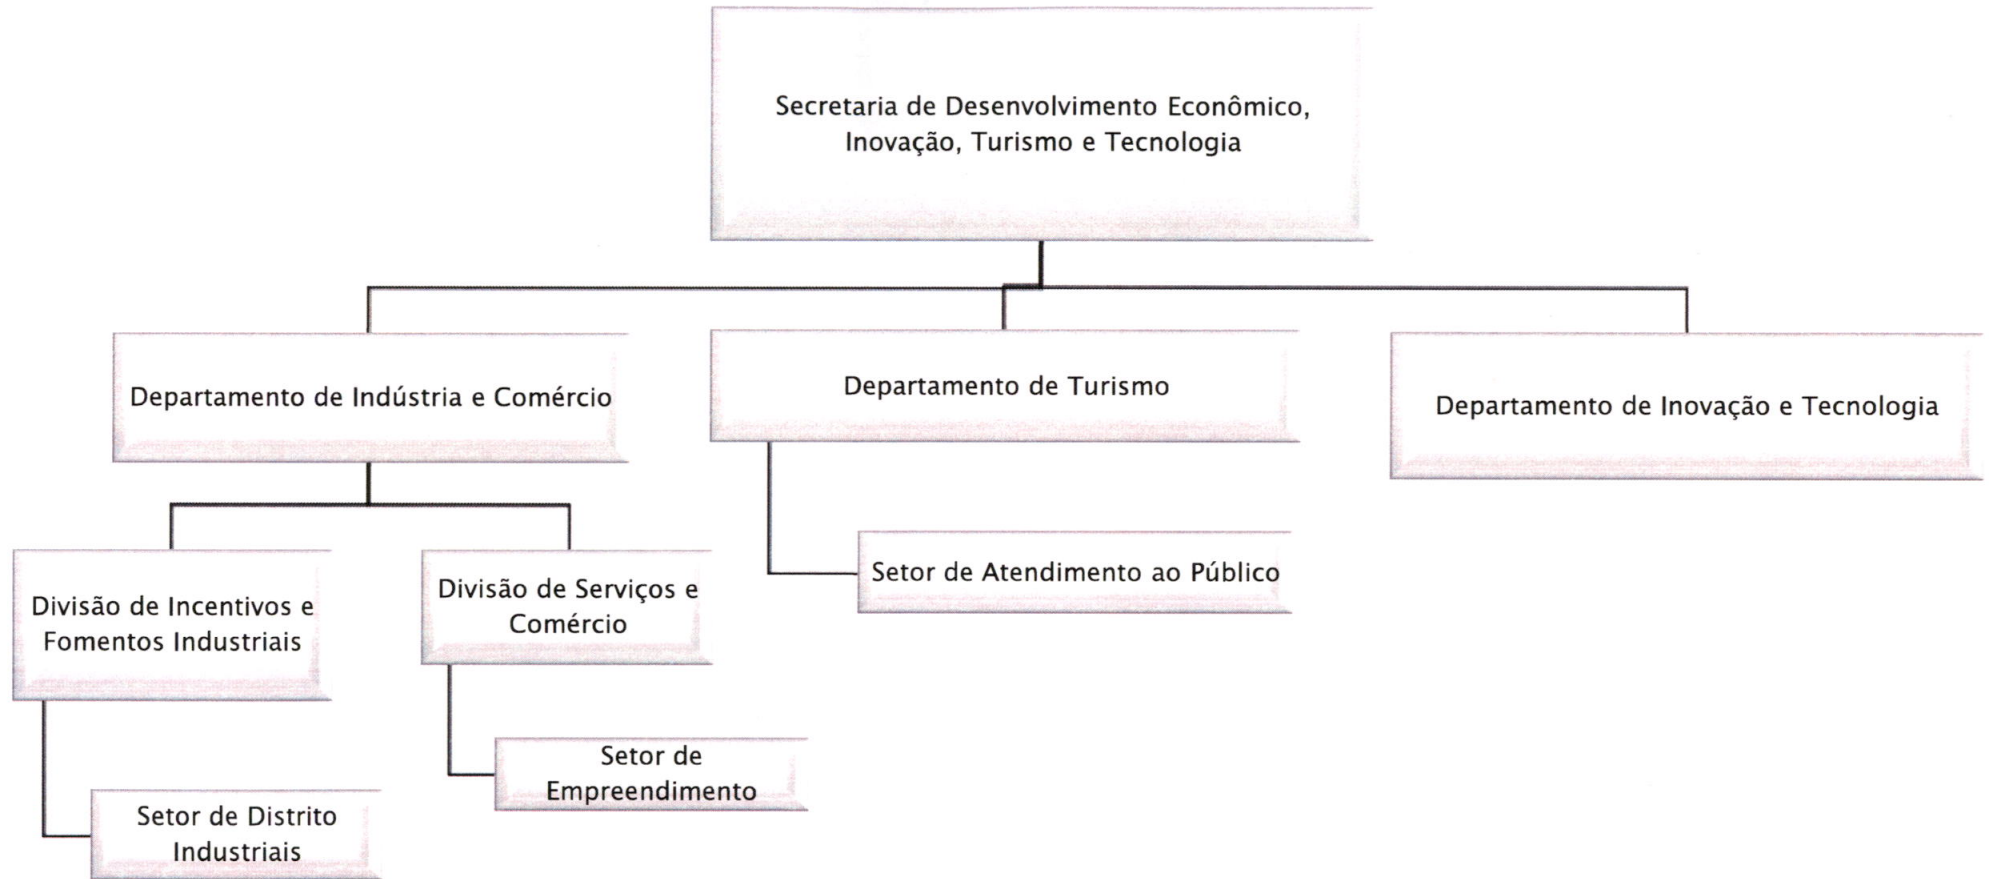 Secretaria de Desenvolvimento Econômico,
Inovação, Turismo e Tecnologia
Departamento de Indústria e Comércio
Departamento de Turismo
Departamento de Inovação e Tecnologia
Divisão de Incentivos e
Fomentos Industriais
Divisão de Serviços e
Comércio
Setor de Atendimento ao Público
Setor de
Empreendimento
Setor de Distrito
Industriais